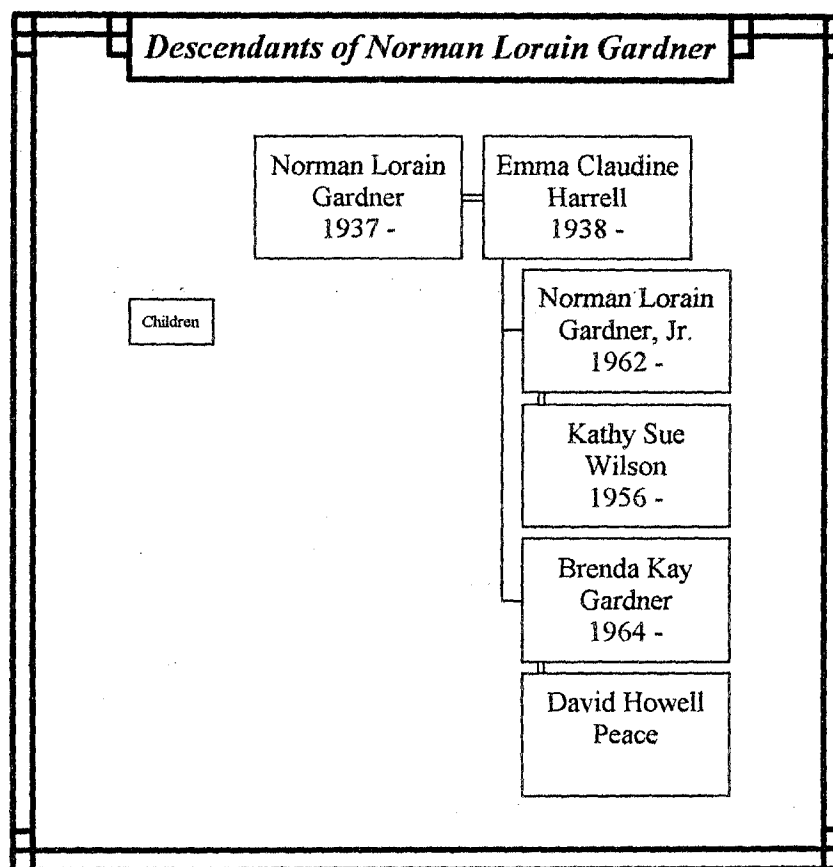 Descendants of Norman Lorain Gardner
Norman Lorain
Gardner
1937 -
Emma Claudine
Harrell
1938 -
Children
Norman Lorain
Gardner, Jr.
1962 -
Kathy Sue
Wilson
1956 -
Brenda Kay
Gardner
1964 -
David Howell
Peace